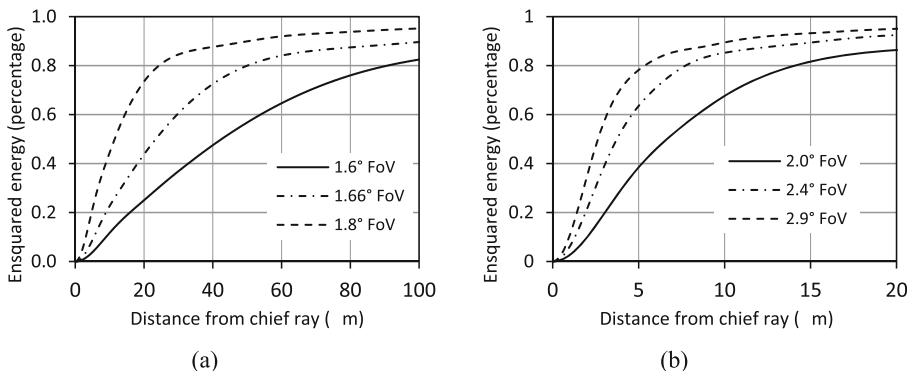 Ensquared energy (percentage)
1.0
0.8
0.6
0.4
0.2
0.0
1.6° FoV
1.66° FoV
1.8° FoV
0 20 40 60 80 100
Distance from chief ray ( m)
(a)
Ensquared energy (percentage)
1
0.8
0.6
0.4
0.2
0
2.0° FoV
2.4° FoV
2.9° FoV
0 5 10 15 20
Distance from chief ray ( m)
(b)